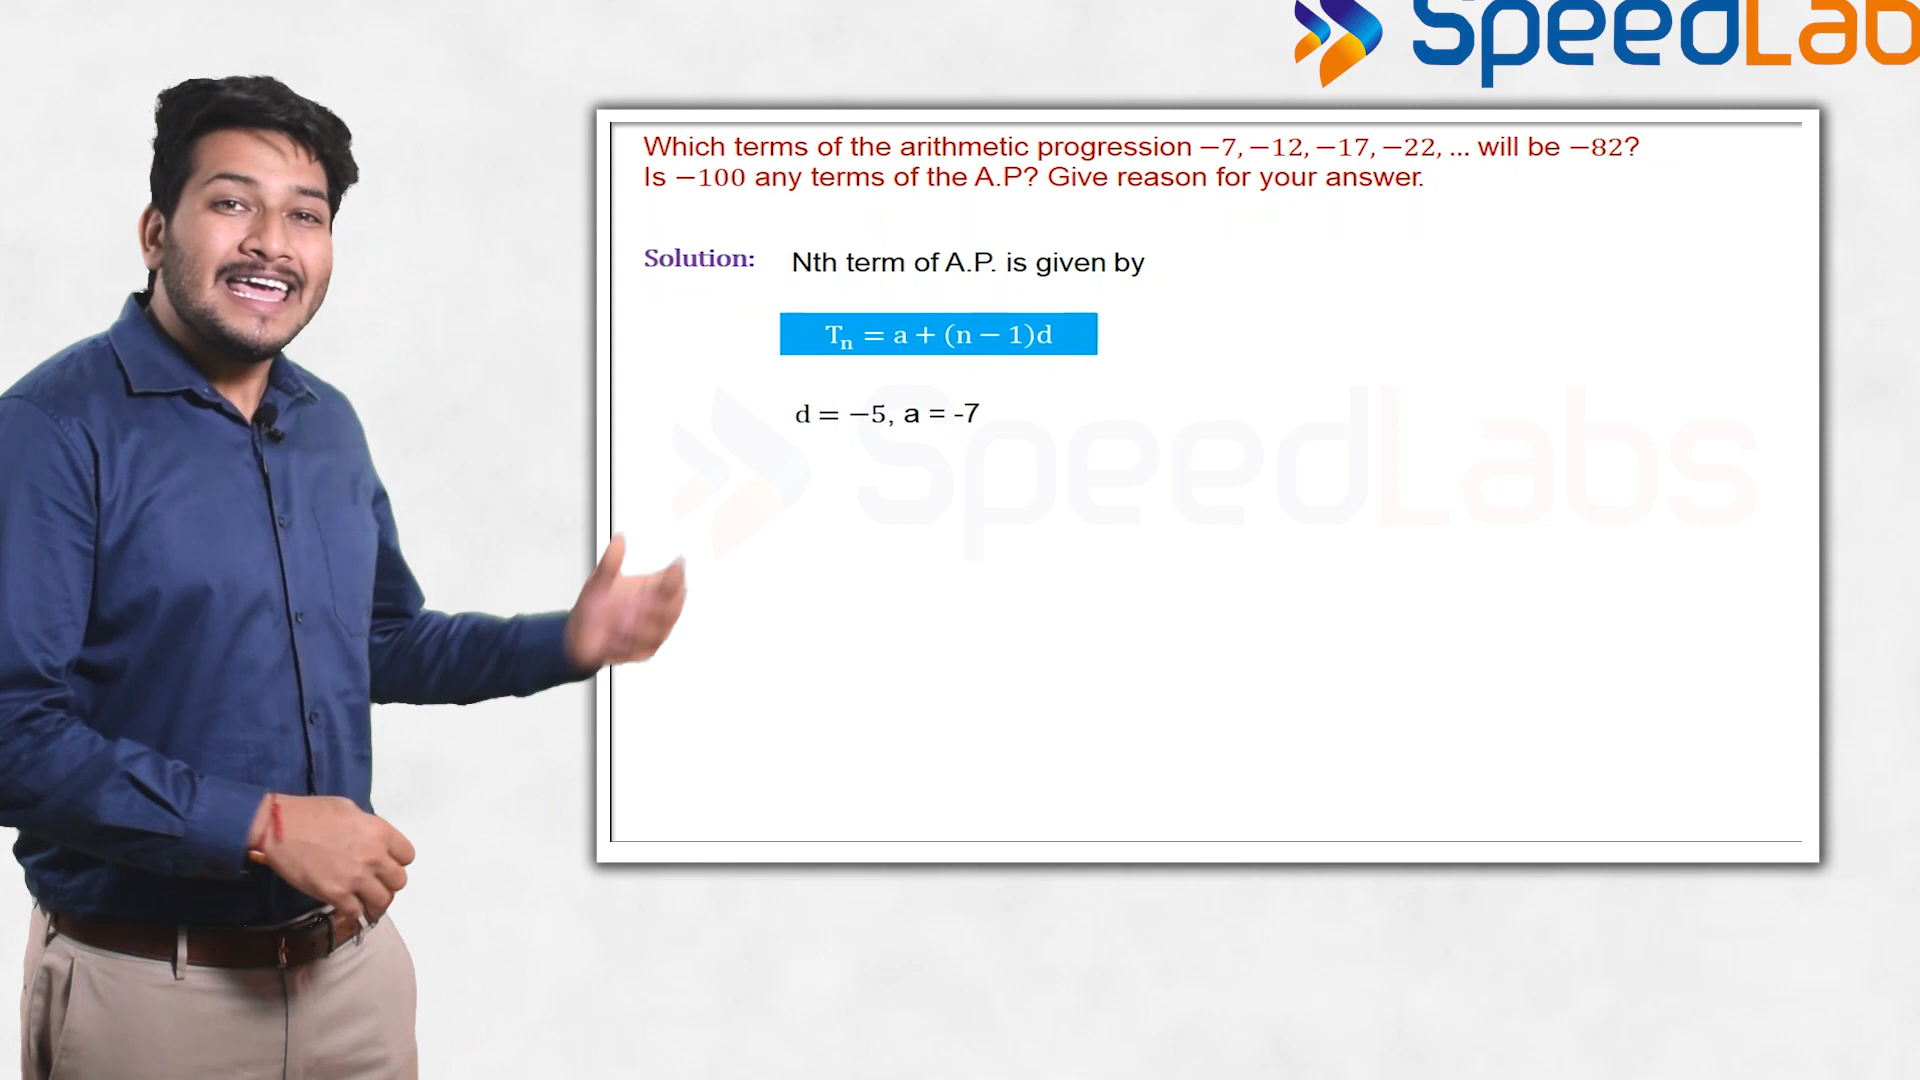 SpeedLab
Which terms of the arithmetic progression −7, −12, −17, −22, ... will be −82?
Is −100 any terms of the A.P? Give reason for your answer.
Solution: Nth term of A.P. is given by
Tₙ = a + (n − 1)d
d = −5, a = -7
SpeedLabs